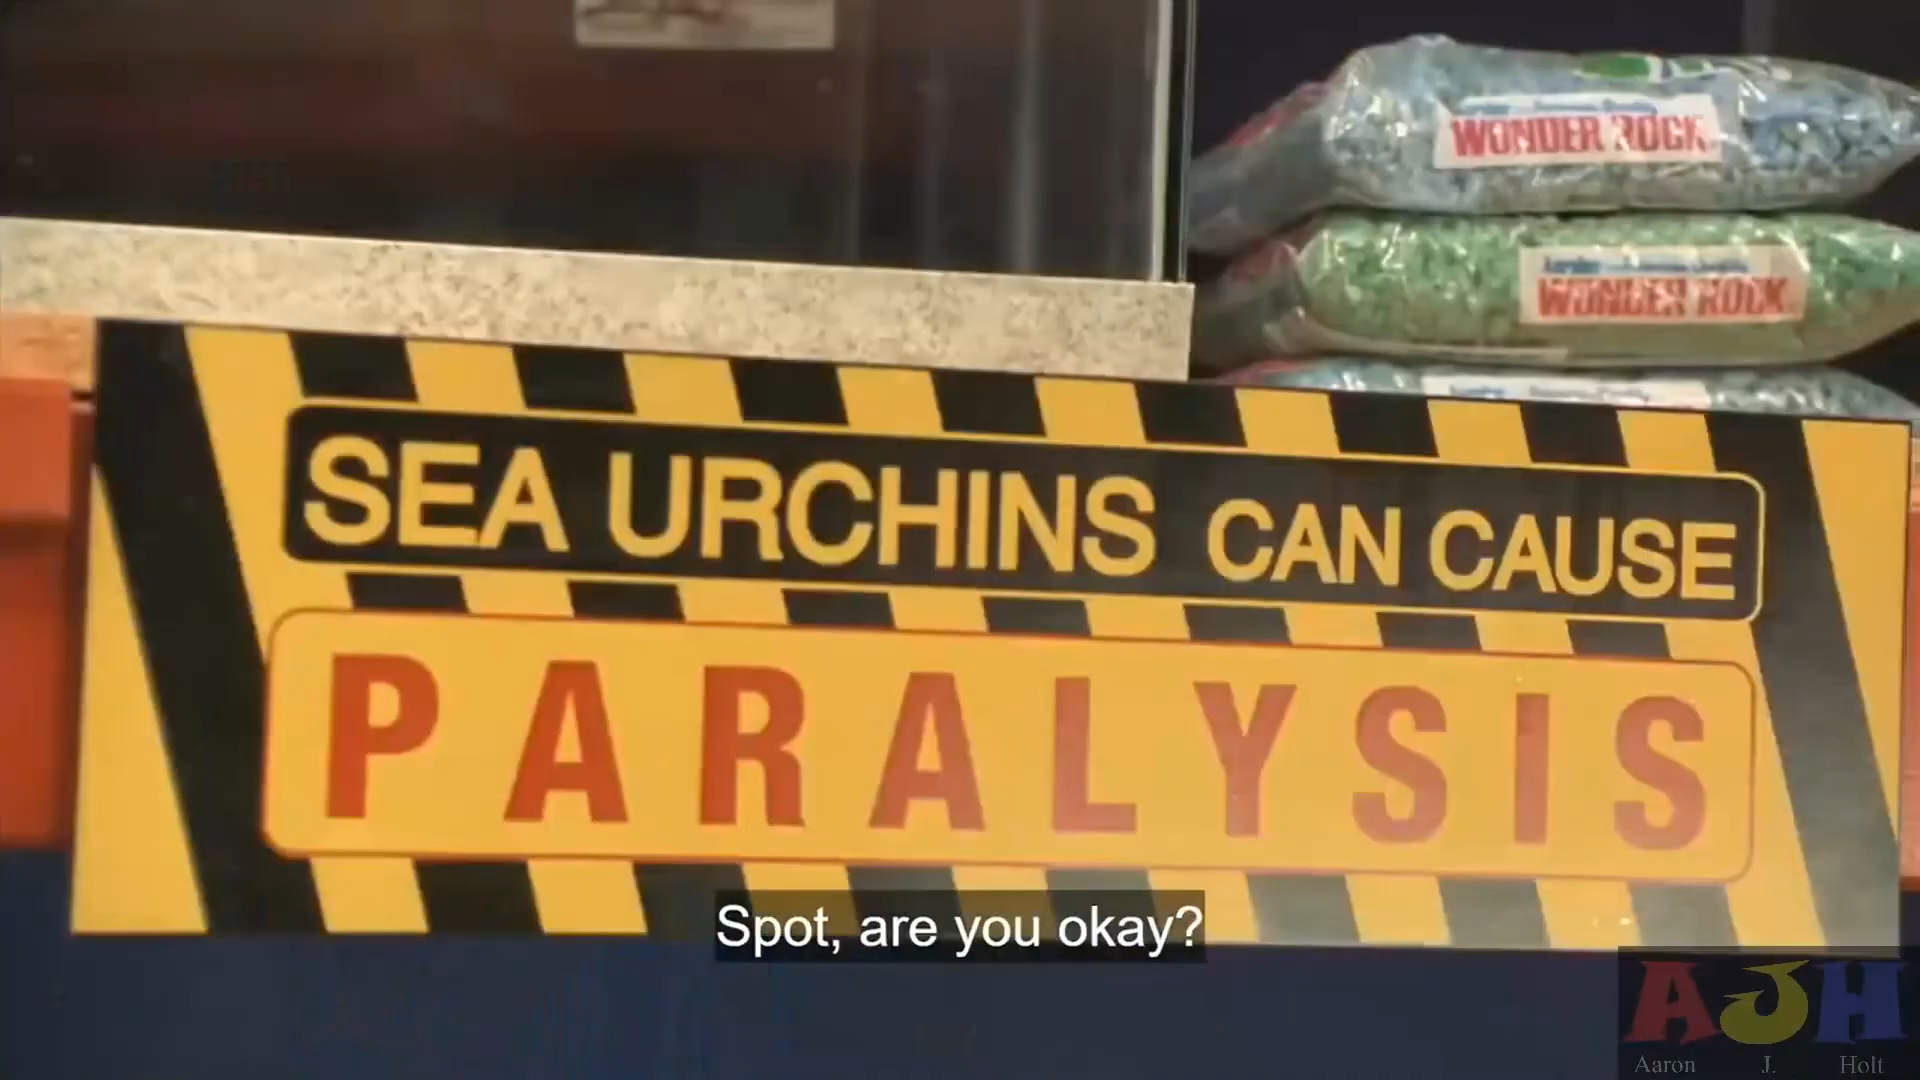 WONDER ROCK
WONDER ROCK
SEA URCHINS CAN CAUSE
PARALYSIS
Spot, are you okay?
AJH
Aaron J. Holt